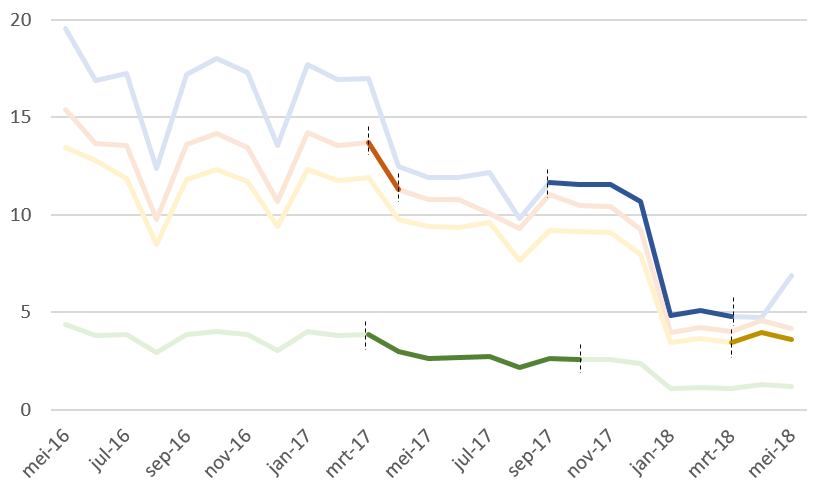 20
15
10
5
0
mei-16
jul-16
sep-16
nov-16
jan-17
mrt-17
mei-17
jul-17
sep-17
nov-17
jan-18
mrt-18
mei-18